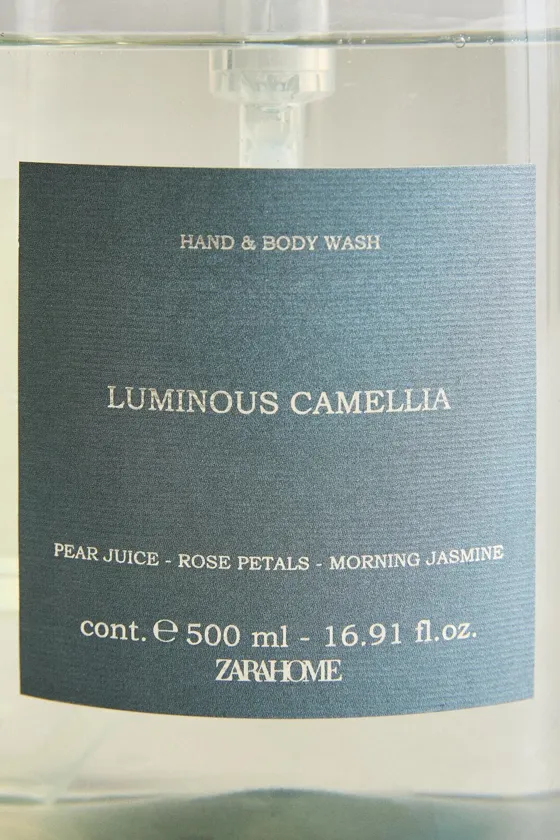 HAND & BODY WASH
LUMINOUS CAMELLIA
PEAR JUICE - ROSE PETALS - MORNING JASMINE
cont. ℮ 500 ml - 16.91 fl.oz.
ZARAHOME